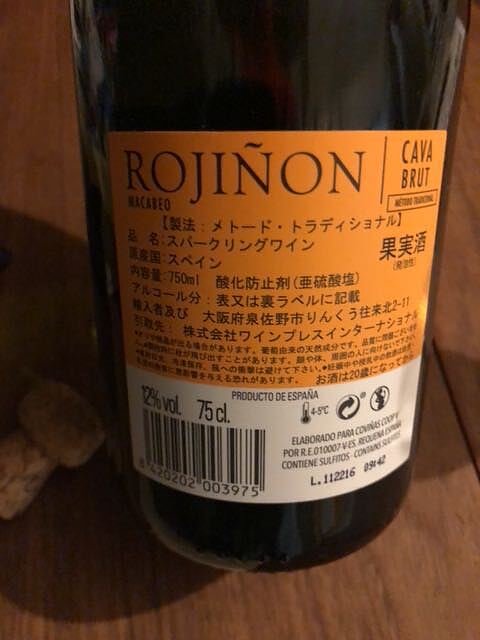 ROJIÑON
MACABEO
CAVA
BRUT
MÉTODO TRADICIONAL
【製法：メトード・トラディショナル】
品 名：スパークリングワイン
果実酒
(発泡性)
原産国：スペイン
内容量：750ml 酸化防止剤(亜硫酸塩)
アルコール分：表又は裏ラベルに記載
輸入者及び 大阪府泉佐野市りんくう往来北2-11
引取先： 株式会社ワインプレスインターナショナル
お酒は20歳になってから
12% vol. 75 cl.
PRODUCTO DE ESPAÑA
4-5°C
8 420202 003975
ELABORADO PARA COVIÑAS COOP V
POR R.E. 010007-V-ES. REQUENA ESPAÑA
CONTIENE SULFITOS - CONTAINS SULFITES
L.112216 09:42